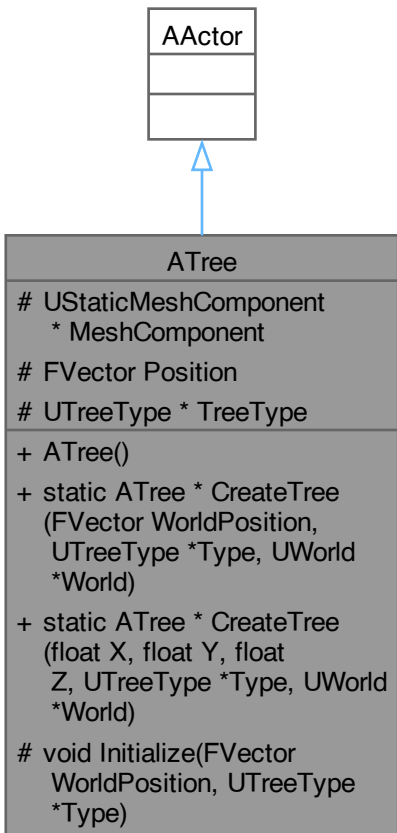 AActor
ATree
# UStaticMeshComponent
* MeshComponent
# FVector Position
# UTreeType * TreeType
+ ATree()
+ static ATree * CreateTree
(FVector WorldPosition,
UTreeType *Type, UWorld
*World)
+ static ATree * CreateTree
(float X, float Y, float
Z, UTreeType *Type, UWorld
*World)
# void Initialize(FVector
WorldPosition, UTreeType
*Type)